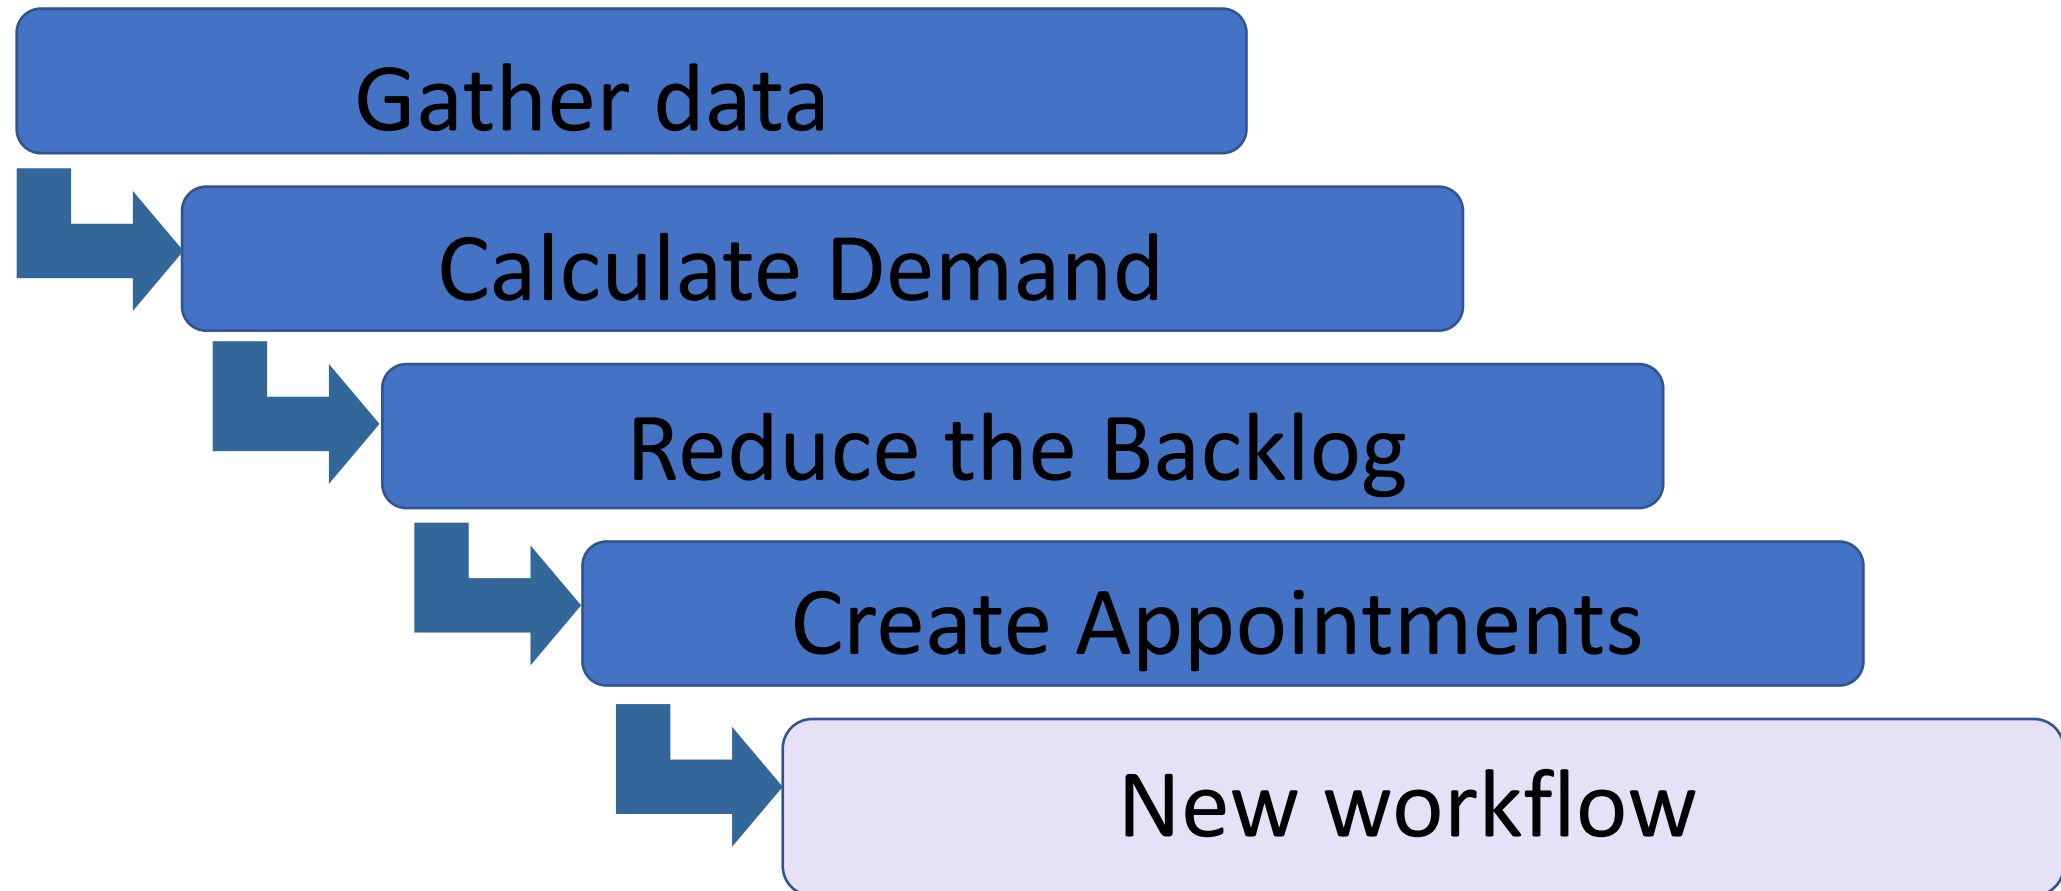 Gather data
Calculate Demand
Reduce the Backlog
Create Appointments
New workflow